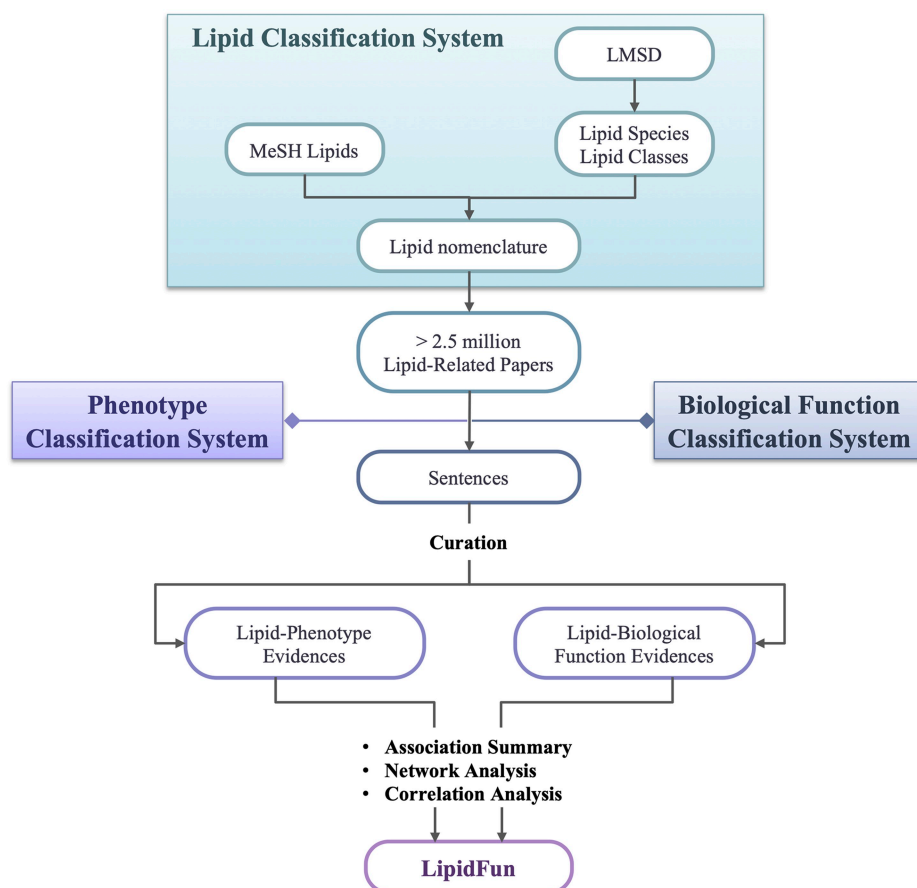 Lipid Classification System
LMSD
Lipid Species
Lipid Classes
MeSH Lipids
Lipid nomenclature
> 2.5 million
Lipid-Related Papers
Phenotype
Classification System
Biological Function
Classification System
Sentences
Curation
Lipid-Phenotype
Evidences
Lipid-Biological
Function Evidences
• Association Summary
• Network Analysis
• Correlation Analysis
LipidFun